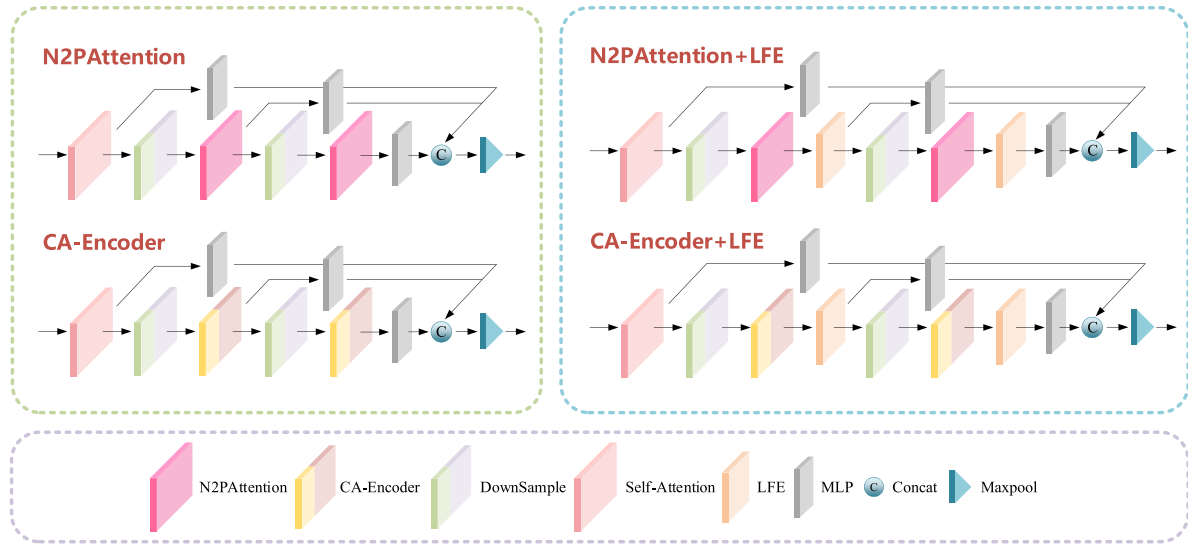 N2PAttention
C
CA-Encoder
C
N2PAttention+LFE
C
CA-Encoder+LFE
C
N2PAttention
CA-Encoder
DownSample
Self-Attention
LFE
MLP
C
Concat
Maxpool